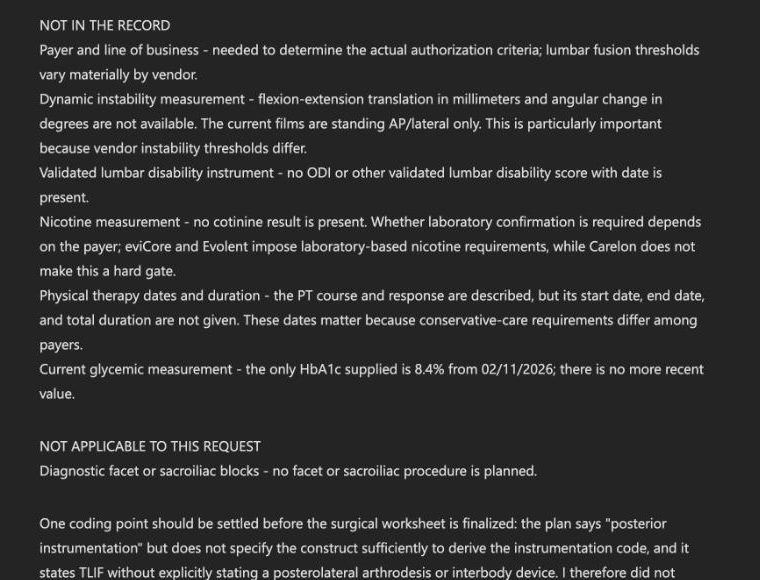 NOT IN THE RECORD
Payer and line of business - needed to determine the actual authorization criteria; lumbar fusion thresholds
vary materially by vendor.
Dynamic instability measurement - flexion-extension translation in millimeters and angular change in
degrees are not available. The current films are standing AP/lateral only. This is particularly important
because vendor instability thresholds differ.
Validated lumbar disability instrument - no ODI or other validated lumbar disability score with date is
present.
Nicotine measurement - no cotinine result is present. Whether laboratory confirmation is required depends
on the payer; eviCore and Evolent impose laboratory-based nicotine requirements, while Carelon does not
make this a hard gate.
Physical therapy dates and duration - the PT course and response are described, but its start date, end date,
and total duration are not given. These dates matter because conservative-care requirements differ among
payers.
Current glycemic measurement - the only HbA1c supplied is 8.4% from 02/11/2026; there is no more recent
value.
NOT APPLICABLE TO THIS REQUEST
Diagnostic facet or sacroiliac blocks - no facet or sacroiliac procedure is planned.
One coding point should be settled before the surgical worksheet is finalized: the plan says "posterior
instrumentation" but does not specify the construct sufficiently to derive the instrumentation code, and it
states TLIF without explicitly stating a posterolateral arthrodesis or interbody device. I therefore did not